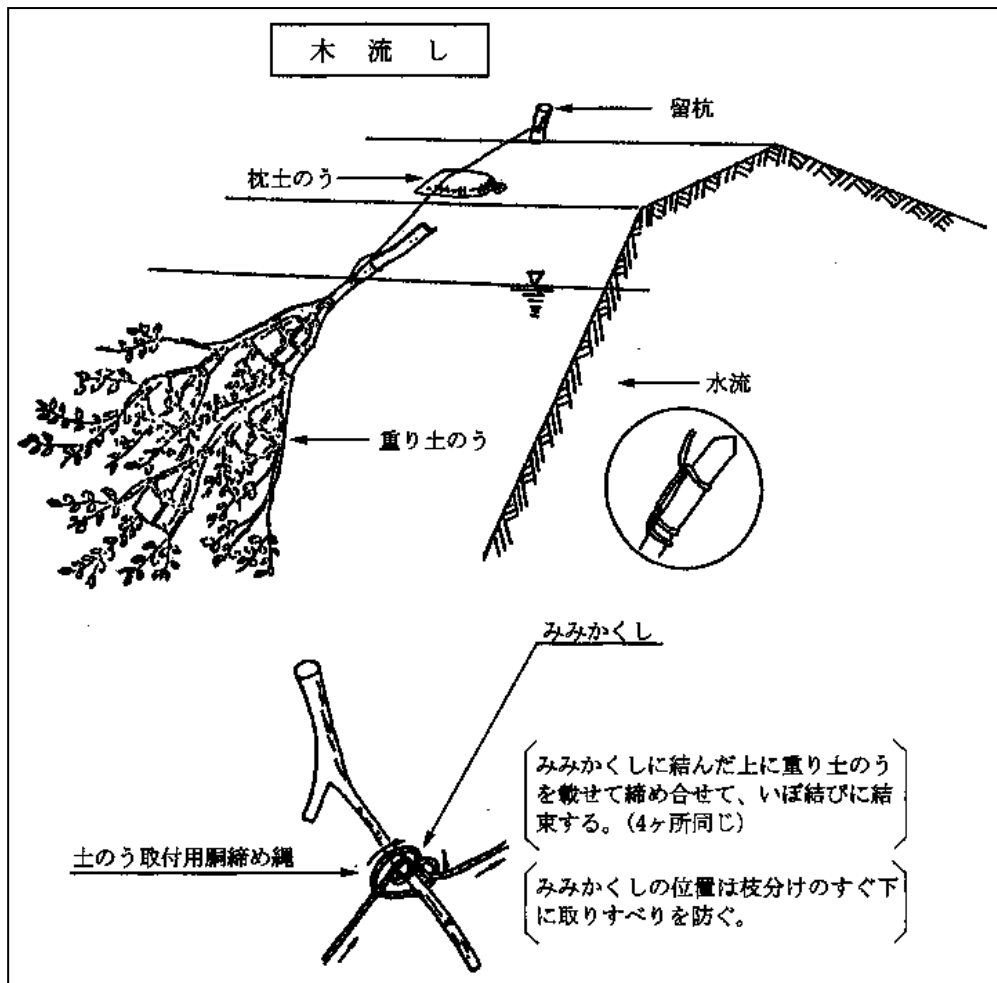 木流し
留杭
枕土のう
水流
重り土のう
みみかくし
みみかくしに結んだ上に重り土のう
を載せて締め合せて、いぼ結びに結
束する。(4ヶ所同じ)
土のう取付用胴締め縄
みみかくしの位置は枝分けのすぐ下
に取りすべりを防ぐ。